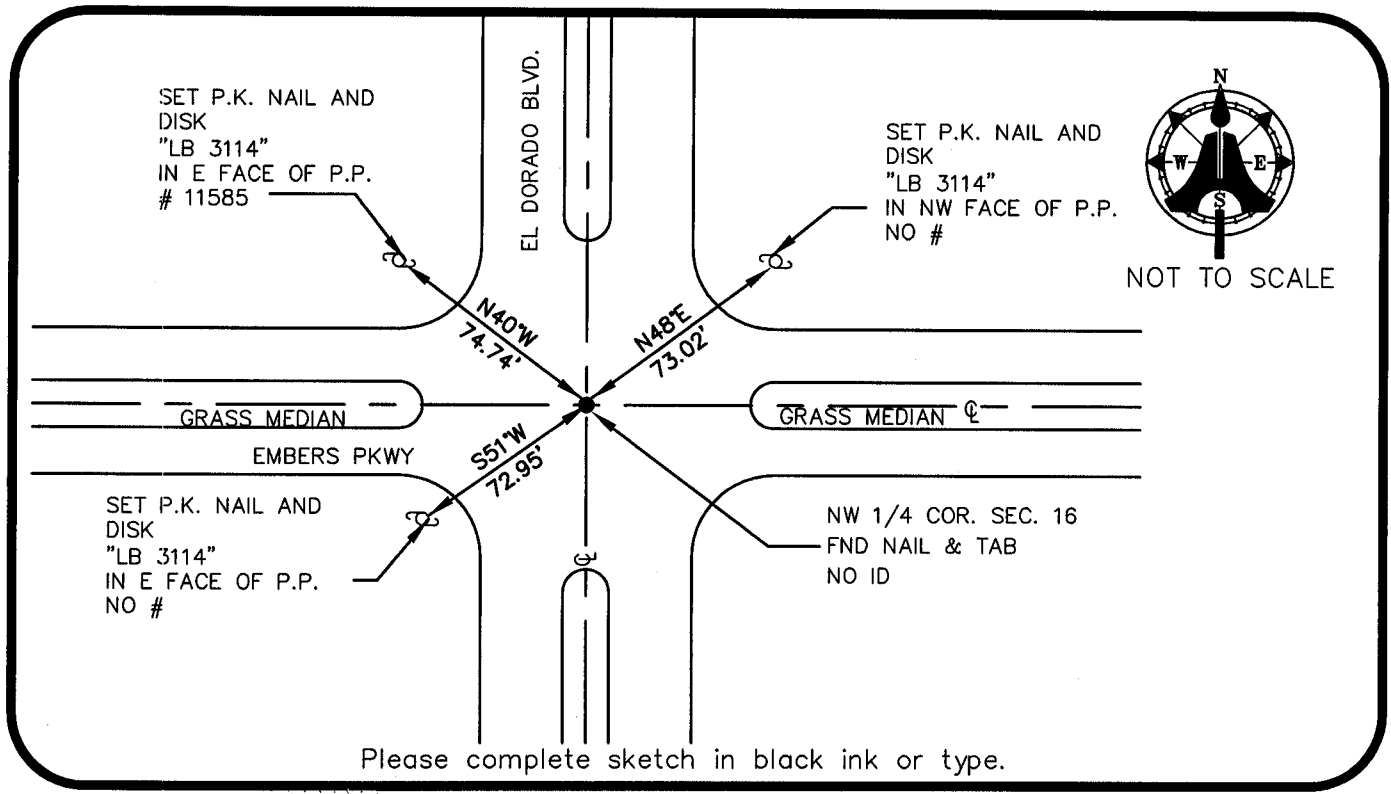 SET P.K. NAIL AND
DISK
"LB 3114"
IN E FACE OF P.P.
# 11585
EL DORADO BLVD.
SET P.K. NAIL AND
DISK
"LB 3114"
IN NW FACE OF P.P.
NO #
N
W
E
S
NOT TO SCALE
N40°W
74.74'
N48°E
73.02'
GRASS MEDIAN
GRASS MEDIAN ℄
EMBERS PKWY
S51°W
72.95'
SET P.K. NAIL AND
DISK
"LB 3114"
IN E FACE OF P.P.
NO #
NW 1/4 COR. SEC. 16
FND NAIL & TAB
NO ID
℄
Please complete sketch in black ink or type.